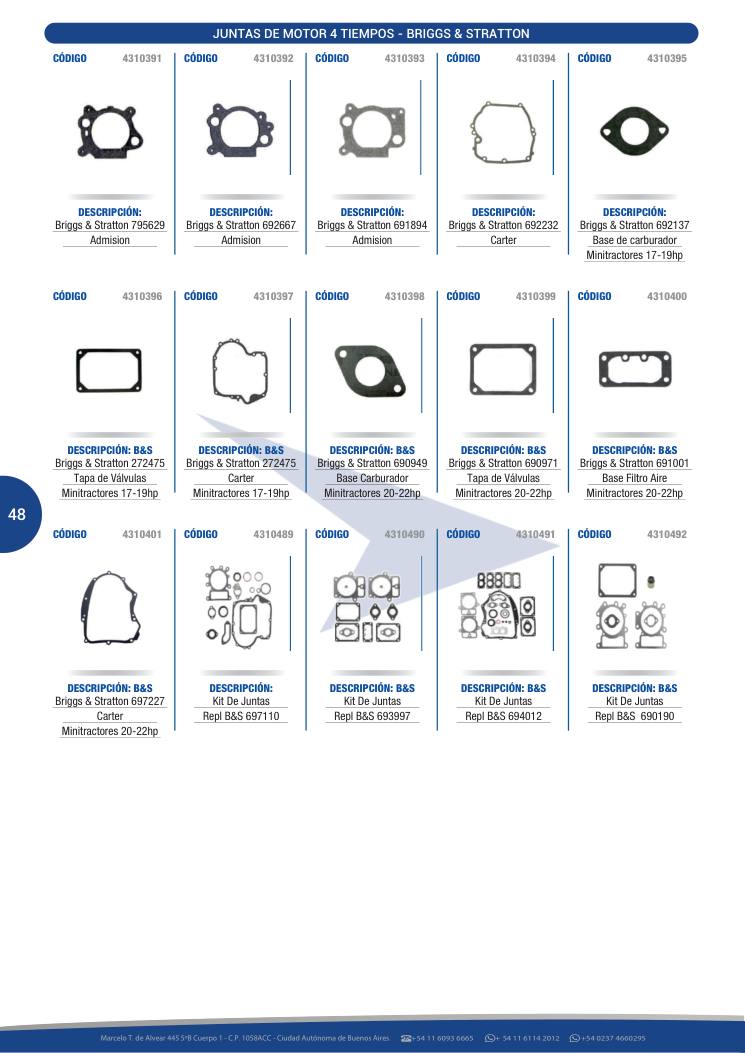 JUNTAS DE MOTOR 4 TIEMPOS - BRIGGS & STRATTON
CÓDIGO 4310391
DESCRIPCIÓN:
Briggs & Stratton 795629
Admision
CÓDIGO 4310392
DESCRIPCIÓN:
Briggs & Stratton 692667
Admision
CÓDIGO 4310393
DESCRIPCIÓN:
Briggs & Stratton 691894
Admision
CÓDIGO 4310394
DESCRIPCIÓN:
Briggs & Stratton 692232
Carter
CÓDIGO 4310395
DESCRIPCIÓN:
Briggs & Stratton 692137
Base de carburador
Minitractores 17-19hp
CÓDIGO 4310396
DESCRIPCIÓN: B&S
Briggs & Stratton 272475
Tapa de Válvulas
Minitractores 17-19hp
CÓDIGO 4310397
DESCRIPCIÓN: B&S
Briggs & Stratton 272475
Carter
Minitractores 17-19hp
CÓDIGO 4310398
DESCRIPCIÓN: B&S
Briggs & Stratton 690949
Base Carburador
Minitractores 20-22hp
CÓDIGO 4310399
DESCRIPCIÓN: B&S
Briggs & Stratton 690971
Tapa de Válvulas
Minitractores 20-22hp
CÓDIGO 4310400
DESCRIPCIÓN: B&S
Briggs & Stratton 691001
Base Filtro Aire
Minitractores 20-22hp
48
CÓDIGO 4310401
DESCRIPCIÓN: B&S
Briggs & Stratton 697227
Carter
Minitractores 20-22hp
CÓDIGO 4310489
DESCRIPCIÓN:
Kit De Juntas
Repl B&S 697110
CÓDIGO 4310490
DESCRIPCIÓN: B&S
Kit De Juntas
Repl B&S 693997
CÓDIGO 4310491
DESCRIPCIÓN: B&S
Kit De Juntas
Repl B&S 694012
CÓDIGO 4310492
DESCRIPCIÓN: B&S
Kit De Juntas
Repl B&S 690190
Marcelo T. de Alvear 445 5ºB Cuerpo 1 - C.P. 1058ACC - Ciudad Autónoma de Buenos Aires. +54 11 6093 6665 + 54 11 6114 2012 +54 0237 4660295